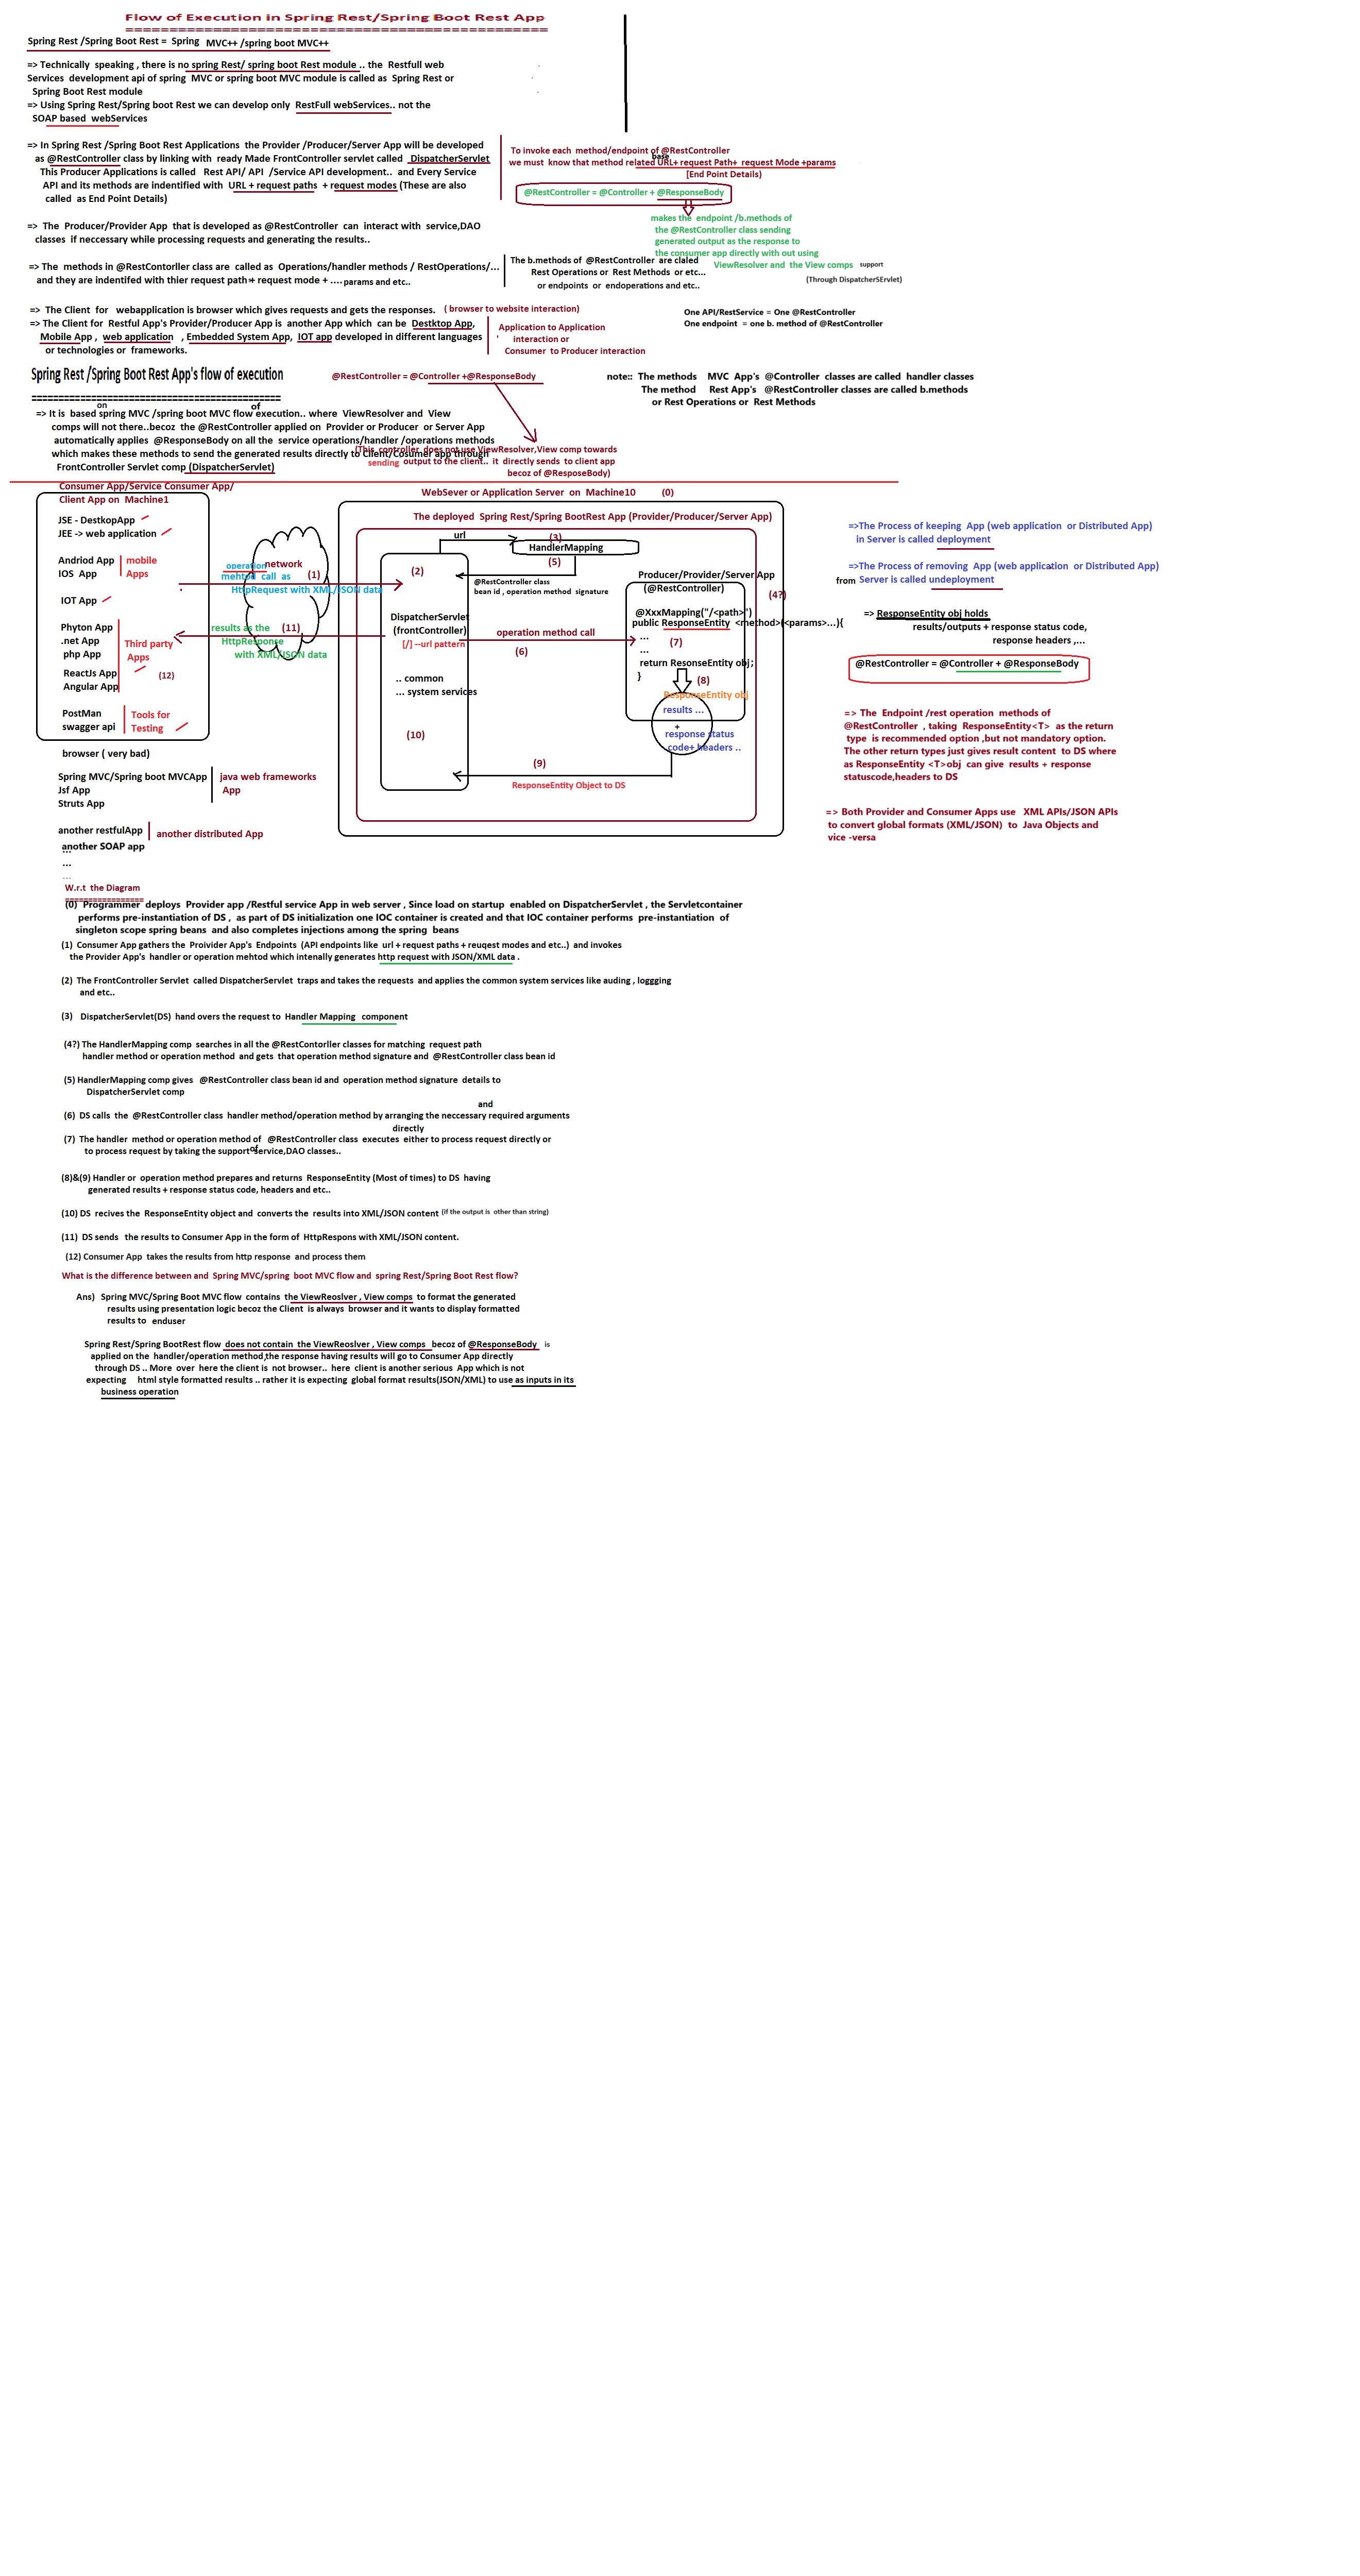 Flow of Execution in Spring Rest/Spring Boot Rest App
================================================
Spring Rest /Spring Boot Rest = Spring MVC++ /spring boot MVC++
=> Technically speaking , there is no spring Rest/ spring boot Rest module .. the Restfull web
Services development api of spring MVC or spring boot MVC module is called as Spring Rest or
Spring Boot Rest module
=> Using Spring Rest/Spring boot Rest we can develop only RestFull webServices.. not the
SOAP based webServices
=> In Spring Rest /Spring Boot Rest Applications the Provider /Producer/Server App will be developed
as @RestController class by linking with ready Made FrontController servlet called DispatcherServlet
This Producer Applications is called Rest API/ API /Service API development.. and Every Service
API and its methods are indentified with URL + request paths + request modes (These are also
called as End Point Details)
To invoke each method/endpoint of @RestController
base
we must know that method related URL+ request Path+ request Mode +params
[End Point Details)
@RestController = @Controller + @ResponseBody
makes the endpoint /b.methods of
the @RestController class sending
generated output as the response to
the consumer app directly with out using
ViewResolver and the View comps support
(Through DispatcherSErvlet)
=> The Producer/Provider App that is developed as @RestController can interact with service,DAO
classes if neccessary while processing requests and generating the results..
=> The methods in @RestContorller class are called as Operations/handler methods / RestOperations/...
and they are indentifed with thier request path + request mode + .... params and etc..
The b.methods of @RestController are claled
Rest Operations or Rest Methods or etc...
or endpoints or endoperations and etc..
=> The Client for webapplication is browser which gives requests and gets the responses. ( browser to website interaction)
=> The Client for Restful App's Provider/Producer App is another App which can be Destktop App,
Mobile App , web application , Embedded System App, IOT app developed in different languages
or technologies or frameworks.
Application to Application
interaction or
Consumer to Producer interaction
One API/RestService = One @RestController
One endpoint = one b. method of @RestController
Spring Rest /Spring Boot Rest App's flow of execution
==============================================
@RestController = @Controller +@ResponseBody
note:: The methods MVC App's @Controller classes are called handler classes
The method Rest App's @RestController classes are called b.methods
or Rest Operations or Rest Methods
on of
=> It is based spring MVC /spring boot MVC flow execution.. where ViewResolver and View
comps will not there..becoz the @RestController applied on Provider or Producer or Server App
automatically applies @ResponseBody on all the service operations/handler /operations methods
which makes these methods to send the generated results directly to Client/Cosumer app through
FrontController Servlet comp (DispatcherServlet)
(This controller does not use ViewResolver,View comp towards
sending output to the client.. it directly sends to client app
becoz of @ResposeBody)
Consumer App/Service Consumer App/
Client App on Machine1
JSE - DestkopApp
JEE -> web application
Andriod App
IOS App
mobile
Apps
IOT App
Phyton App
.net App
php App
ReactJs App
Angular App
Third party
Apps
(12)
PostMan
swagger api
Tools for
Testing
browser ( very bad)
Spring MVC/Spring boot MVCApp
Jsf App
Struts App
java web frameworks
App
another restfulApp
another distributed App
another SOAP app
...
...
...
network
operation
mehtod call as (1)
HttpRequest with XML/JSON data
results as the (11)
HttpResponse
with XML/JSON data
WebSever or Application Server on Machine10 (0)
The deployed Spring Rest/Spring BootRest App (Provider/Producer/Server App)
url
(3)
HandlerMapping
(5)
@RestController class
bean id , operation method signature
(2)
DispatcherServlet
(frontController)
[/] --url pattern
.. common
... system services
(10)
operation method call
(6)
Producer/Provider/Server App
(@RestController)
(4?)
@XxxMapping("/<path>")
public ResponseEntity <method>(<params>...){
...
(7)
...
return ResonseEntity obj;
}
(8)
ResponseEntity obj
results ...
+
response status
code+ headers ..
(9)
ResponseEntity Object to DS
=>The Process of keeping App (web application or Distributed App)
in Server is called deployment
=>The Process of removing App (web application or Distributed App)
from Server is called undeployment
=> ResponseEntity obj holds
results/outputs + response status code,
response headers ,...
@RestController = @Controller + @ResponseBody
=> The Endpoint /rest operation methods of
@RestController , taking ResponseEntity<T> as the return
type is recommended option ,but not mandatory option.
The other return types just gives result content to DS where
as ResponseEntity <T>obj can give results + response
statuscode,headers to DS
=> Both Provider and Consumer Apps use XML APIs/JSON APIs
to convert global formats (XML/JSON) to Java Objects and
vice -versa
W.r.t the Diagram
=================
(0) Programmer deploys Provider app /Restful service App in web server , Since load on startup enabled on DispatcherServlet , the Servletcontainer
performs pre-instantiation of DS , as part of DS initialization one IOC container is created and that IOC container performs pre-instantiation of
singleton scope spring beans and also completes injections among the spring beans
(1) Consumer App gathers the Proivider App's Endpoints (API endpoints like url + request paths + reuqest modes and etc..) and invokes
the Provider App's handler or operation mehtod which intenally generates http request with JSON/XML data .
(2) The FrontController Servlet called DispatcherServlet traps and takes the requests and applies the common system services like auding , loggging
and etc..
(3) DispatcherServlet(DS) hand overs the request to Handler Mapping component
(4?) The HandlerMapping comp searches in all the @RestContorller classes for matching request path
handler method or operation method and gets that operation method signature and @RestController class bean id
(5) HandlerMapping comp gives @RestController class bean id and operation method signature details to
DispatcherServlet comp
and
(6) DS calls the @RestController class handler method/operation method by arranging the neccessary required arguments
directly
(7) The handler method or operation method of @RestController class executes either to process request directly or
of
to process request by taking the support service,DAO classes..
(8)&(9) Handler or operation method prepares and returns ResponseEntity (Most of times) to DS having
generated results + response status code, headers and etc..
(10) DS recives the ResponseEntity object and converts the results into XML/JSON content (if the output is other than string)
(11) DS sends the results to Consumer App in the form of HttpRespons with XML/JSON content.
(12) Consumer App takes the results from http response and process them
What is the difference between and Spring MVC/spring boot MVC flow and spring Rest/Spring Boot Rest flow?
Ans) Spring MVC/Spring Boot MVC flow contains the ViewReoslver , View comps to format the generated
results using presentation logic becoz the Client is always browser and it wants to display formatted
results to enduser
Spring Rest/Spring BootRest flow does not contain the ViewReoslver , View comps becoz of @ResponseBody is
applied on the handler/operation method,the response having results will go to Consumer App directly
through DS .. More over here the client is not browser.. here client is another serious App which is not
expecting html style formatted results .. rather it is expecting global format results(JSON/XML) to use as inputs in its
business operation